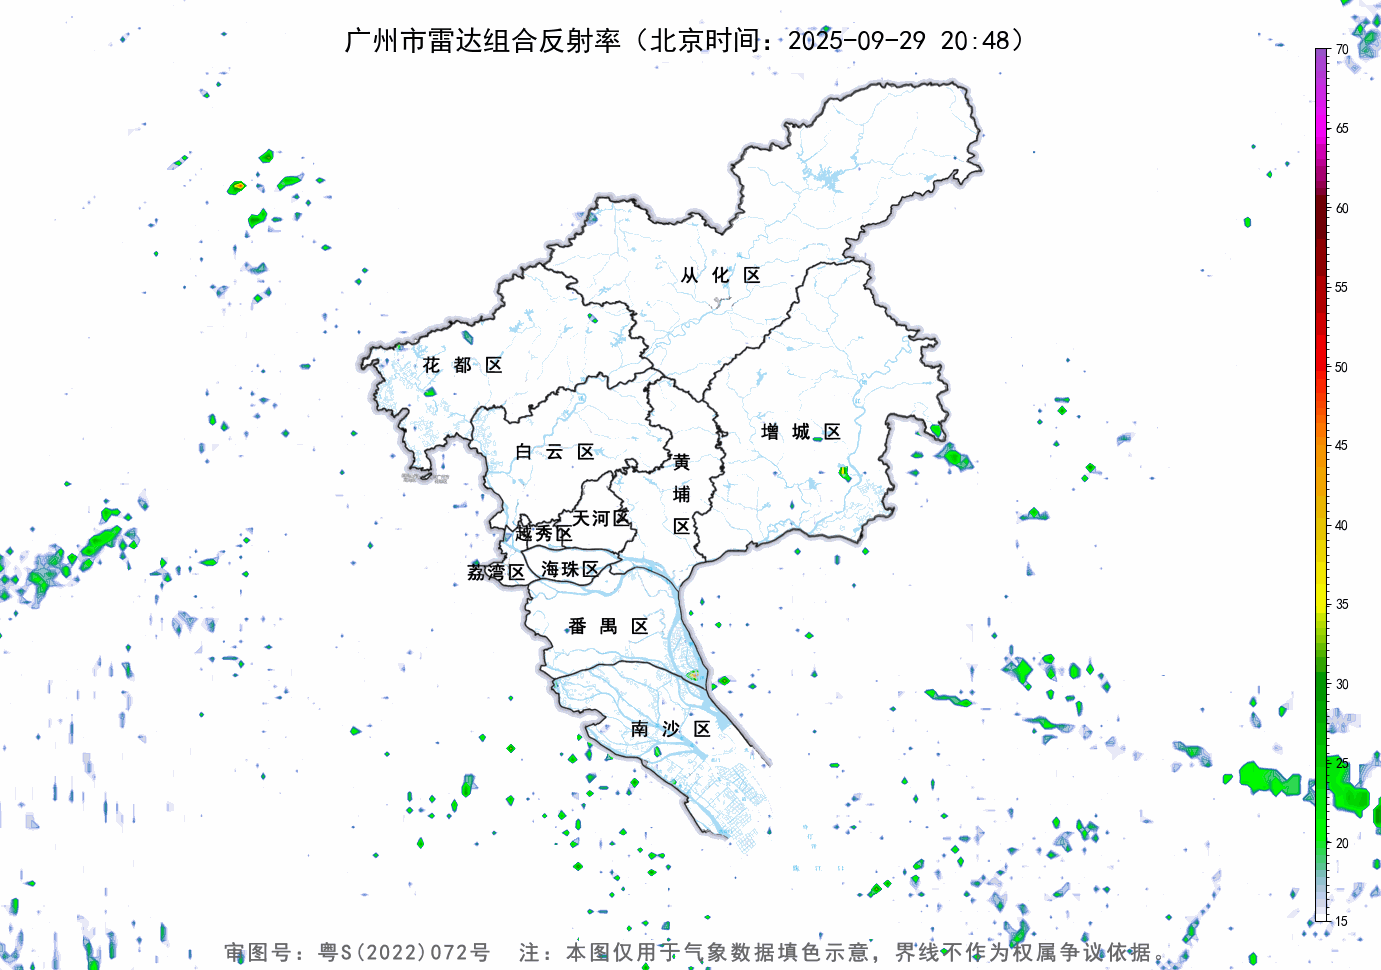 广州市雷达组合反射率（北京时间：2025-09-29 20:48）
70
65
60
55
50
45
40
35
30
25
20
15
从化区
花都区
增城区
白云区
黄埔区
天河区
越秀区
海珠区
荔湾区
番禺区
南沙区
审图号：粤S(2022)072号 注：本图仅用于气象数据填色示意，界线不作为权属争议依据。